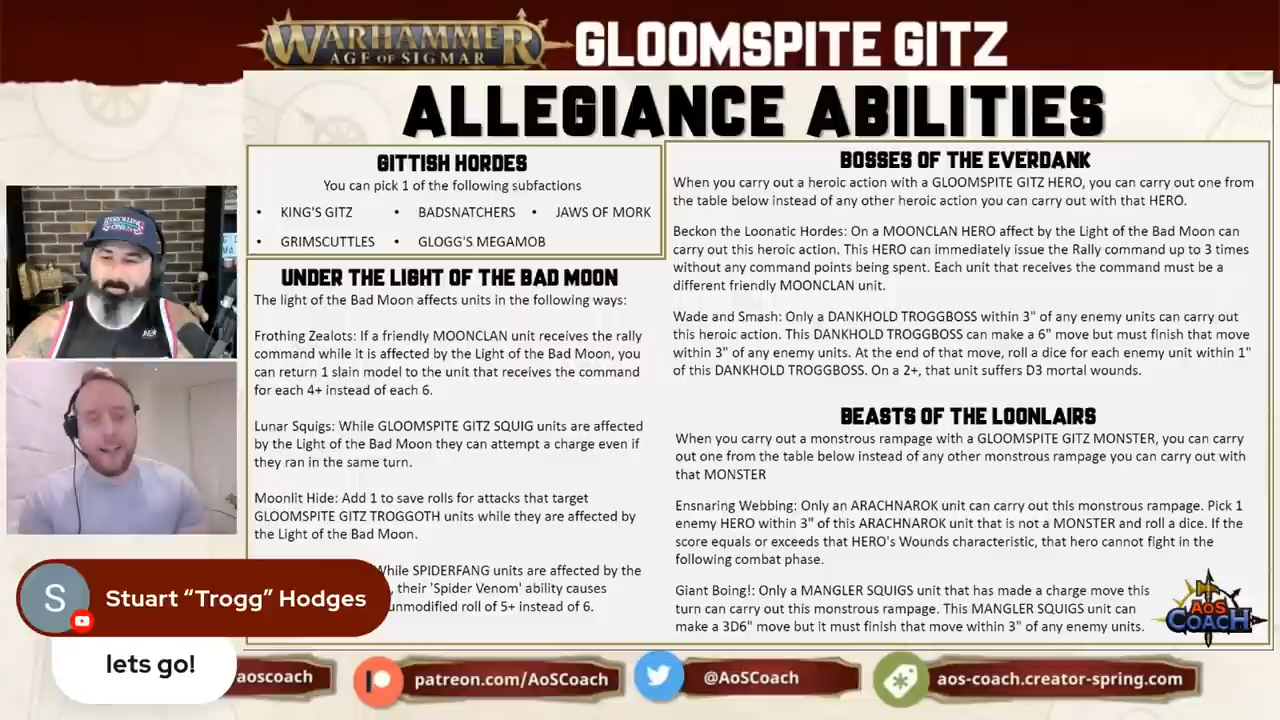 WARHAMMER
AGE OF SIGMAR
GLOOMSPITE GITZ
ALLEGIANCE ABILITIES
GITTISH HORDES
You can pick 1 of the following subfactions
• KING'S GITZ • BADSNATCHERS • JAWS OF MORK
• GRIMSCUTTLES • GLOGG'S MEGAMOB
UNDER THE LIGHT OF THE BAD MOON
The light of the Bad Moon affects units in the following ways:
Frothing Zealots: If a friendly MOONCLAN unit receives the rally
command while it is affected by the Light of the Bad Moon, you
can return 1 slain model to the unit that receives the command
for each 4+ instead of each 6.
Lunar Squigs: While GLOOMSPITE GITZ SQUIG units are affected
by the Light of the Bad Moon they can attempt a charge even if
they ran in the same turn.
Moonlit Hide: Add 1 to save rolls for attacks that target
GLOOMSPITE GITZ TROGGOTH units while they are affected by
the Light of the Bad Moon.
While SPIDERFANG units are affected by the
, their 'Spider Venom' ability causes
unmodified roll of 5+ instead of 6.
BOSSES OF THE EVERDANK
When you carry out a heroic action with a GLOOMSPITE GITZ HERO, you can carry out one from
the table below instead of any other heroic action you can carry out with that HERO.
Beckon the Loonatic Hordes: On a MOONCLAN HERO affect by the Light of the Bad Moon can
carry out this heroic action. This HERO can immediately issue the Rally command up to 3 times
without any command points being spent. Each unit that receives the command must be a
different friendly MOONCLAN unit.
Wade and Smash: Only a DANKHOLD TROGGBOSS within 3" of any enemy units can carry out
this heroic action. This DANKHOLD TROGGBOSS can make a 6" move but must finish that move
within 3" of any enemy units. At the end of that move, roll a dice for each enemy unit within 1"
of this DANKHOLD TROGGBOSS. On a 2+, that unit suffers D3 mortal wounds.
BEASTS OF THE LOONLAIRS
When you carry out a monstrous rampage with a GLOOMSPITE GITZ MONSTER, you can carry
out one from the table below instead of any other monstrous rampage you can carry out with
that MONSTER
Ensnaring Webbing: Only an ARACHNAROK unit can carry out this monstrous rampage. Pick 1
enemy HERO within 3" of this ARACHNAROK unit that is not a MONSTER and roll a dice. If the
score equals or exceeds that HERO's Wounds characteristic, that hero cannot fight in the
following combat phase.
Giant Boing!: Only a MANGLER SQUIGS unit that has made a charge move this
turn can carry out this monstrous rampage. This MANGLER SQUIGS unit can
make a 3D6" move but it must finish that move within 3" of any enemy units.
AoS
COACH
S
Stuart “Trogg” Hodges
lets go!
aoscoach
patreon.com/AoSCoach
@AoSCoach
aos-coach.creator-spring.com